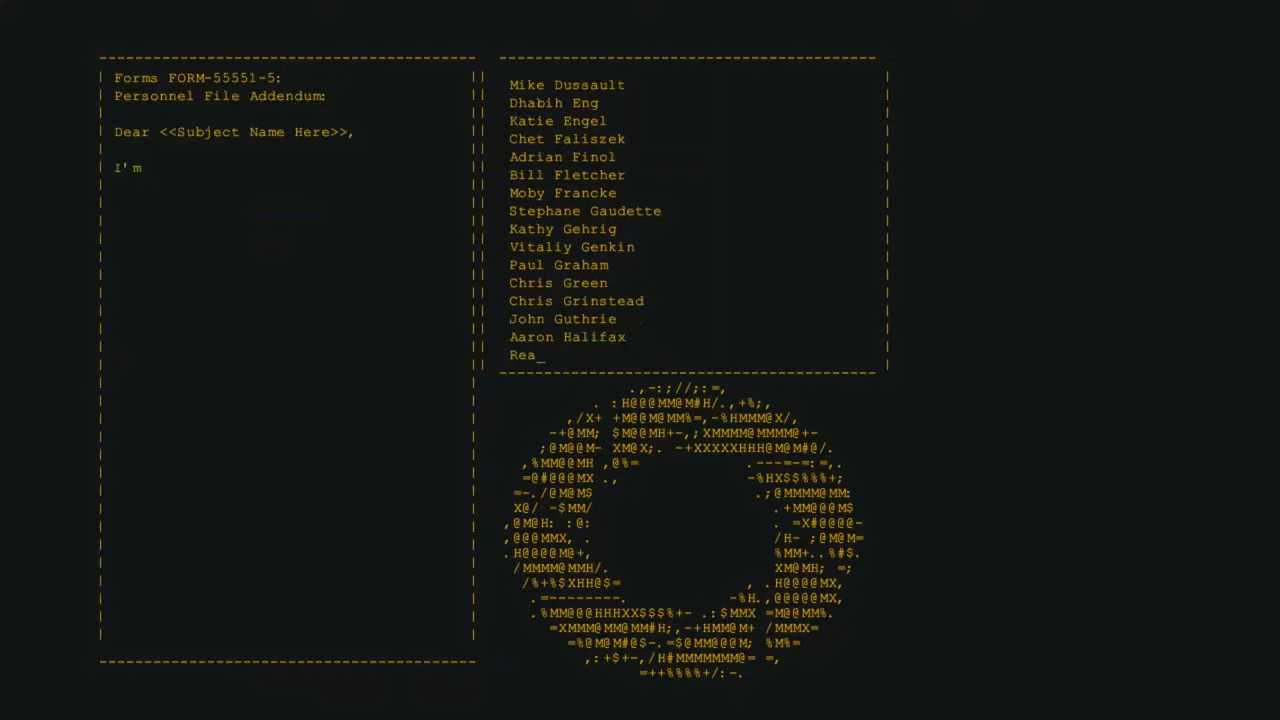 Forms FORM-55551-5:
Personnel File Addendum:
Dear <<Subject Name Here>>,
I'm
Mike Dussault
Dhabih Eng
Katie Engel
Chet Faliszek
Adrian Finol
Bill Fletcher
Moby Francke
Stephane Gaudette
Kathy Gehrig
Vitaliy Genkin
Paul Graham
Chris Green
Chris Grinstead
John Guthrie
Aaron Halifax
Rea_